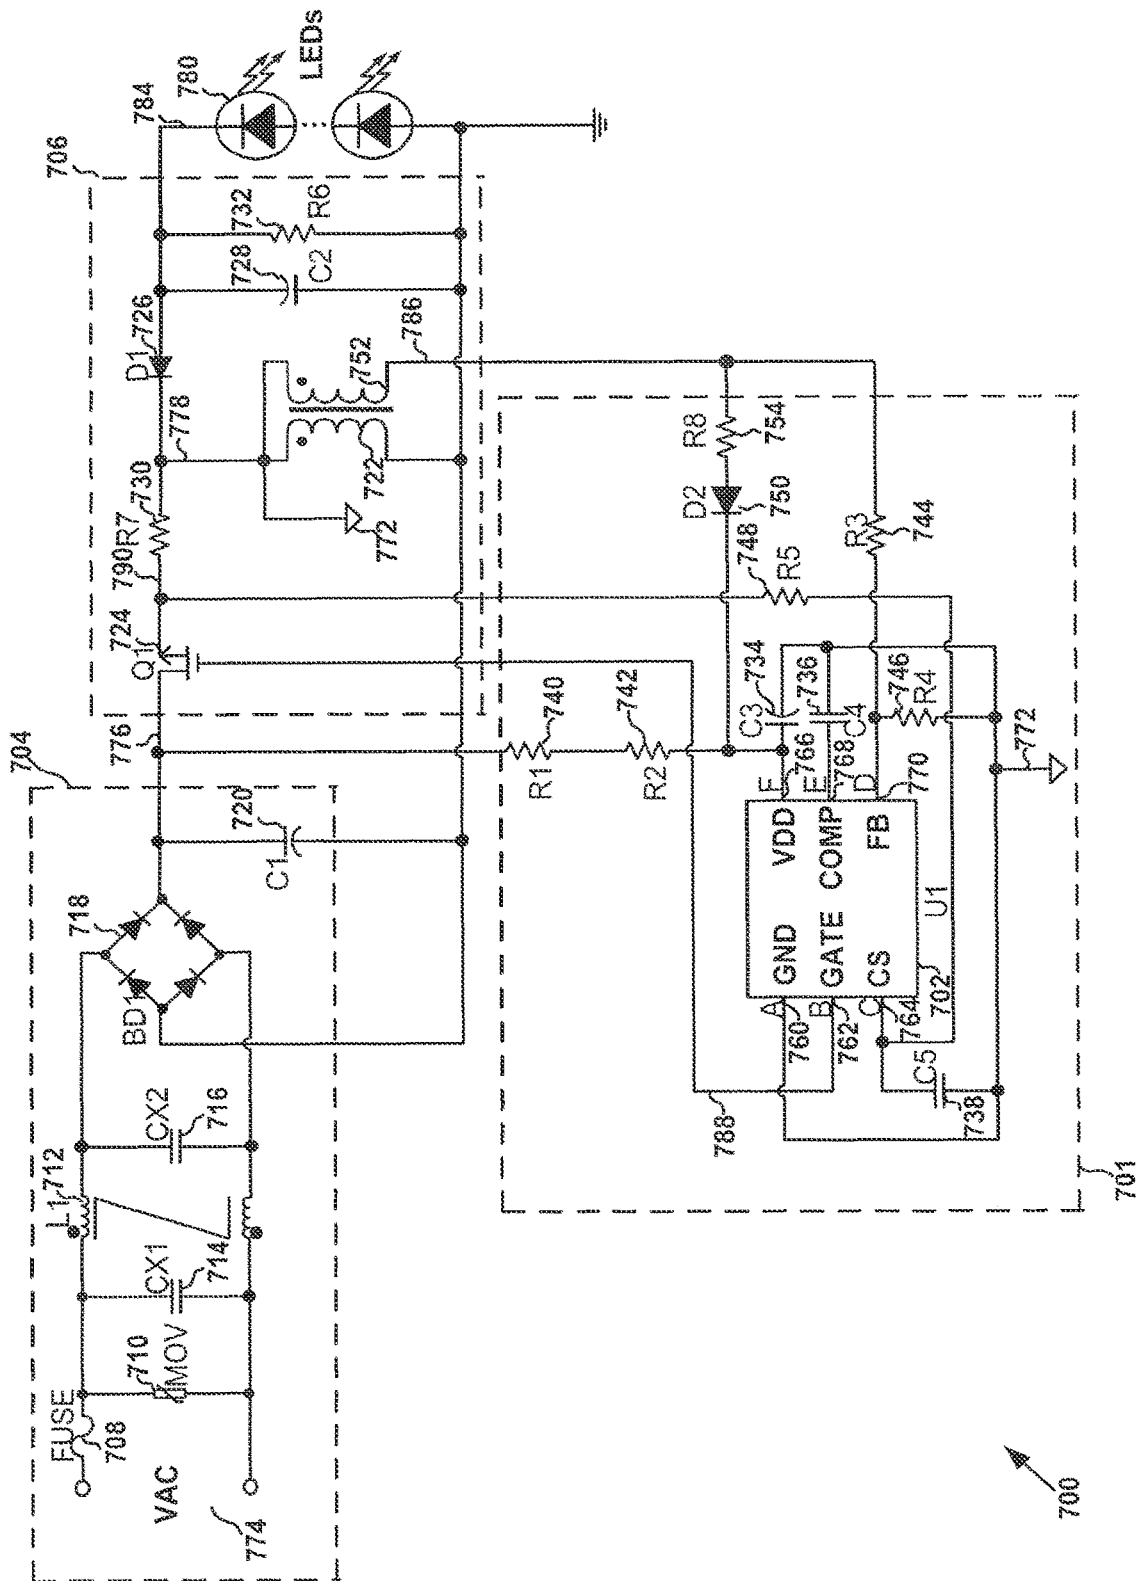 704
FUSE
708
VAC
774
710
MOV
CX1
714
L1
712
CX2
716
BD1
718
C1
720
776
706
Q1
724
790
R7
730
778
D1
726
722
752
772
728
C2
732
R6
786
784
780
LEDs
R1
740
R2
742
748
R5
D2
750
R8
754
R3
744
C3
734
736
C4
746
R4
772
F
766
E
768
D
770
GND
VDD
GATE
COMP
CS
FB
U1
702
A
760
B
762
C
764
C5
738
788
701
700